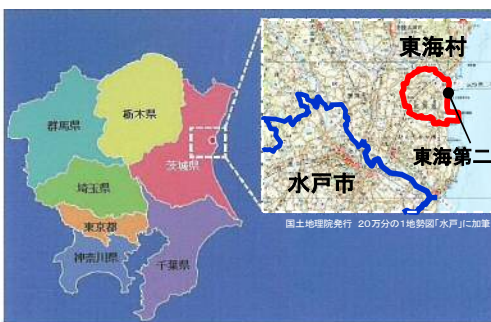 群馬県
栃木県
茨城県
埼玉県
東京都
神奈川県
千葉県
東海村
東海第二
水戸市
国土地理院発行 20万分の1地勢図「水戸」に加筆